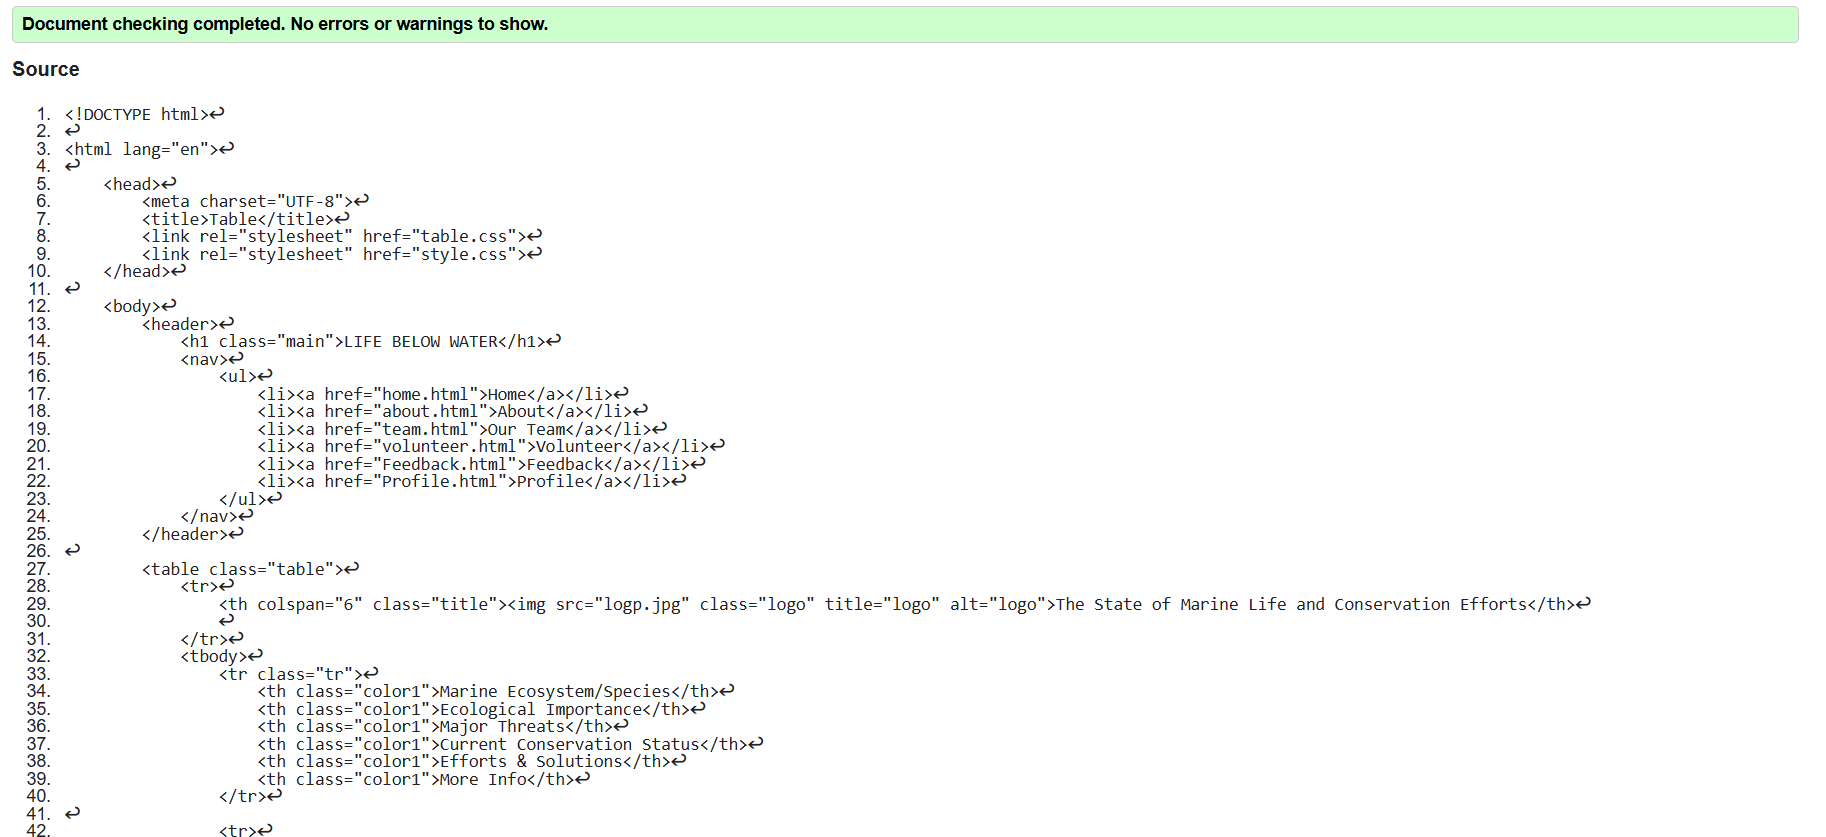 Document checking completed. No errors or warnings to show.
Source
1. <!DOCTYPE html>↩
2. ↩
3. <html lang="en">↩
4. ↩
5.     <head>↩
6.         <meta charset="UTF-8">↩
7.         <title>Table</title>↩
8.         <link rel="stylesheet" href="table.css">↩
9.         <link rel="stylesheet" href="style.css">↩
10.     </head>↩
11. ↩
12.     <body>↩
13.         <header>↩
14.             <h1 class="main">LIFE BELOW WATER</h1>↩
15.             <nav>↩
16.                 <ul>↩
17.                     <li><a href="home.html">Home</a></li>↩
18.                     <li><a href="about.html">About</a></li>↩
19.                     <li><a href="team.html">Our Team</a></li>↩
20.                     <li><a href="volunteer.html">Volunteer</a></li>↩
21.                     <li><a href="Feedback.html">Feedback</a></li>↩
22.                     <li><a href="Profile.html">Profile</a></li>↩
23.                 </ul>↩
24.             </nav>↩
25.         </header>↩
26. ↩
27.         <table class="table">↩
28.             <tr>↩
29.                 <th colspan="6" class="title"><img src="logp.jpg" class="logo" title="logo" alt="logo">The State of Marine Life and Conservation Efforts</th>↩
30.                 ↩
31.             </tr>↩
32.             <tbody>↩
33.                 <tr class="tr">↩
34.                     <th class="color1">Marine Ecosystem/Species</th>↩
35.                     <th class="color1">Ecological Importance</th>↩
36.                     <th class="color1">Major Threats</th>↩
37.                     <th class="color1">Current Conservation Status</th>↩
38.                     <th class="color1">Efforts & Solutions</th>↩
39.                     <th class="color1">More Info</th>↩
40.                 </tr>↩
41. ↩
42.                 <tr>↩